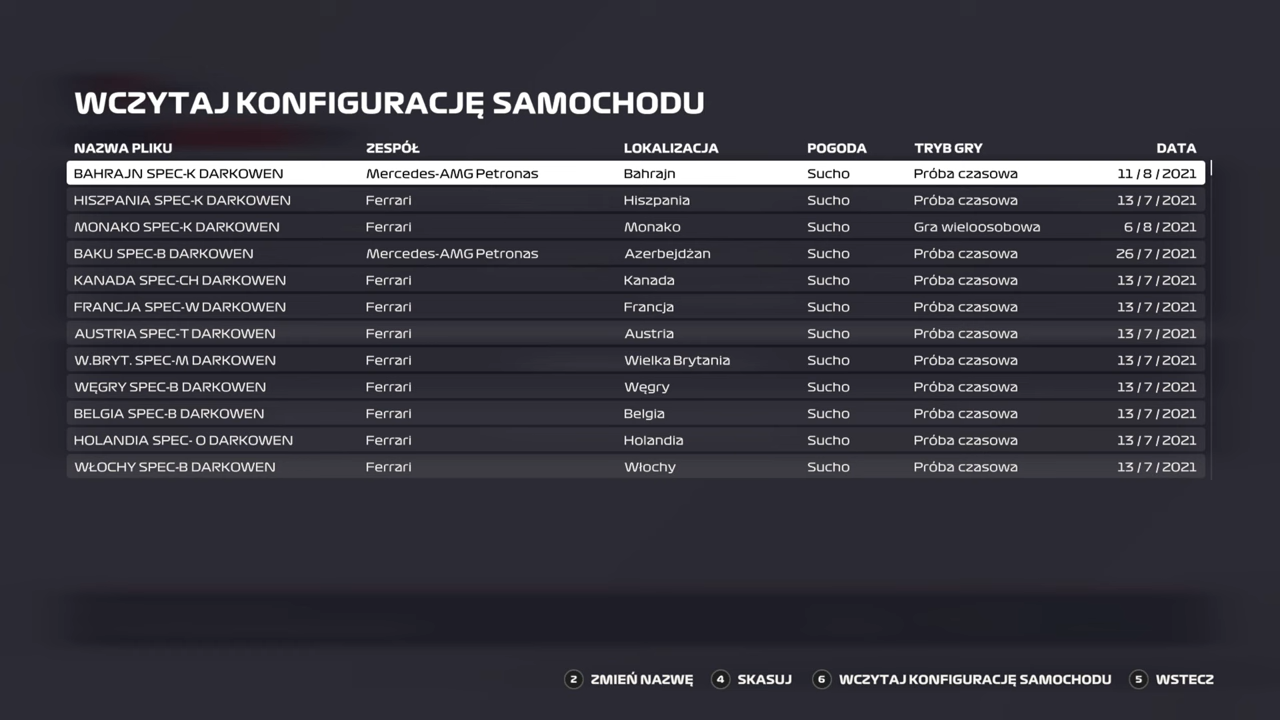 WCZYTAJ KONFIGURACJĘ SAMOCHODU
NAZWA PLIKU ZESPÓŁ LOKALIZACJA POGODA TRYB GRY DATA
BAHRAJN SPEC-K DARKOWEN Mercedes-AMG Petronas Bahrajn Sucho Próba czasowa 11 / 8 / 2021
HISZPANIA SPEC-K DARKOWEN Ferrari Hiszpania Sucho Próba czasowa 13 / 7 / 2021
MONAKO SPEC-K DARKOWEN Ferrari Monako Sucho Gra wieloosobowa 6 / 8 / 2021
BAKU SPEC-B DARKOWEN Mercedes-AMG Petronas Azerbejdżan Sucho Próba czasowa 26 / 7 / 2021
KANADA SPEC-CH DARKOWEN Ferrari Kanada Sucho Próba czasowa 13 / 7 / 2021
FRANCJA SPEC-W DARKOWEN Ferrari Francja Sucho Próba czasowa 13 / 7 / 2021
AUSTRIA SPEC-T DARKOWEN Ferrari Austria Sucho Próba czasowa 13 / 7 / 2021
W.BRYT. SPEC-M DARKOWEN Ferrari Wielka Brytania Sucho Próba czasowa 13 / 7 / 2021
WĘGRY SPEC-B DARKOWEN Ferrari Węgry Sucho Próba czasowa 13 / 7 / 2021
BELGIA SPEC-B DARKOWEN Ferrari Belgia Sucho Próba czasowa 13 / 7 / 2021
HOLANDIA SPEC- O DARKOWEN Ferrari Holandia Sucho Próba czasowa 13 / 7 / 2021
WŁOCHY SPEC-B DARKOWEN Ferrari Włochy Sucho Próba czasowa 13 / 7 / 2021
2 ZMIEŃ NAZWĘ 4 SKASUJ 6 WCZYTAJ KONFIGURACJĘ SAMOCHODU 5 WSTECZ